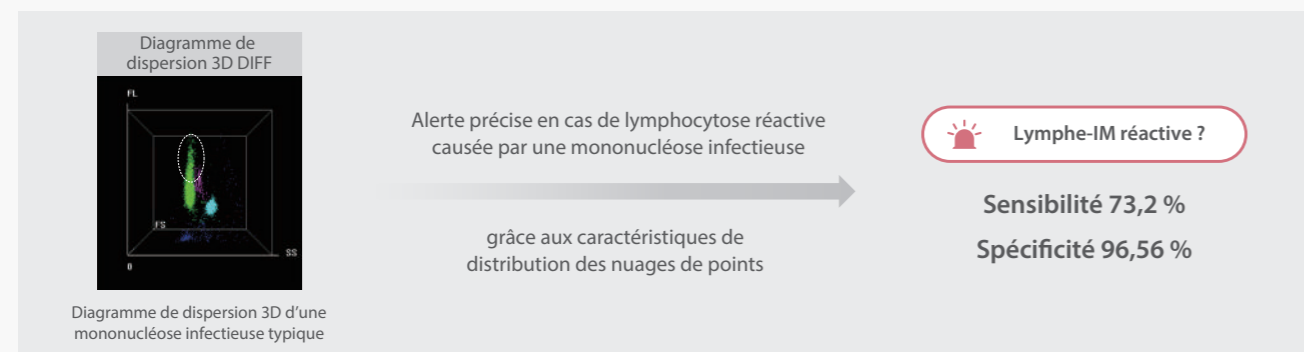 Diagramme de
dispersion 3D DIFF
FL
FS
SS
0
Diagramme de dispersion 3D d’une
mononucléose infectieuse typique
Alerte précise en cas de lymphocytose réactive
causée par une mononucléose infectieuse
grâce aux caractéristiques de
distribution des nuages de points
Lymphe-IM réactive ?
Sensibilité 73,2 %
Spécificité 96,56 %